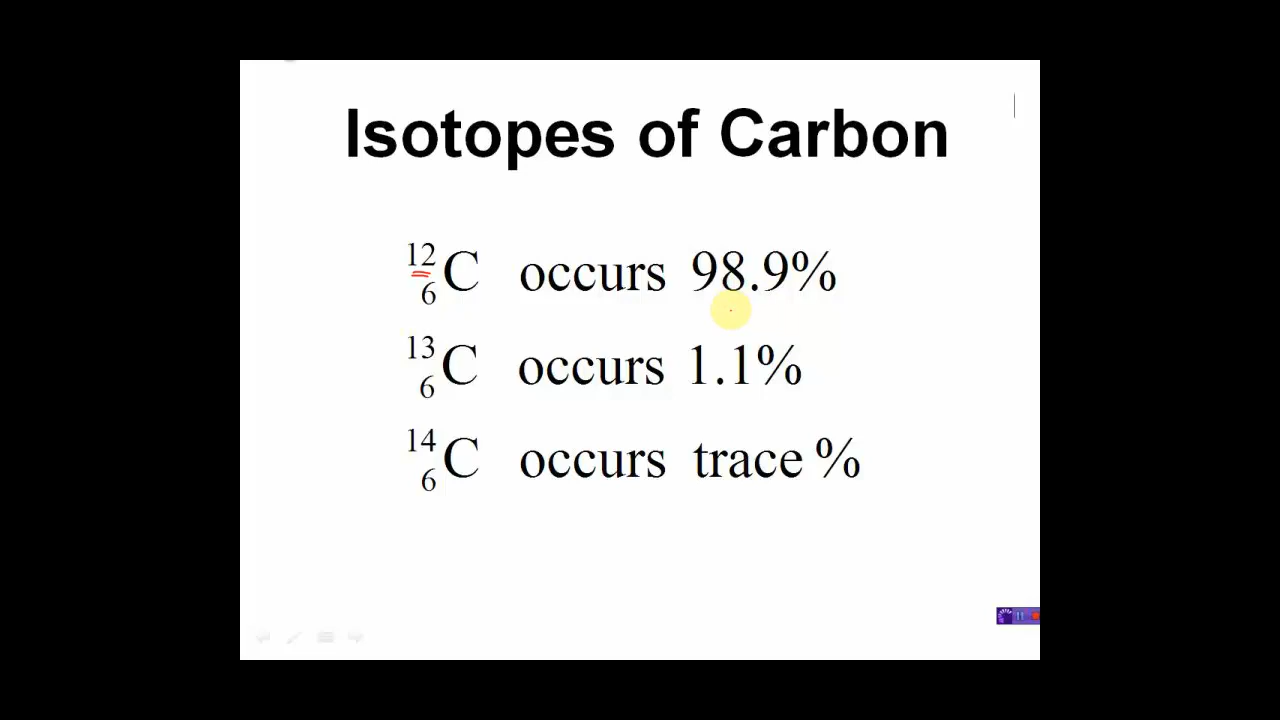 Isotopes of Carbon
¹²₆C occurs 98.9%
¹³₆C occurs 1.1%
¹⁴₆C occurs trace %